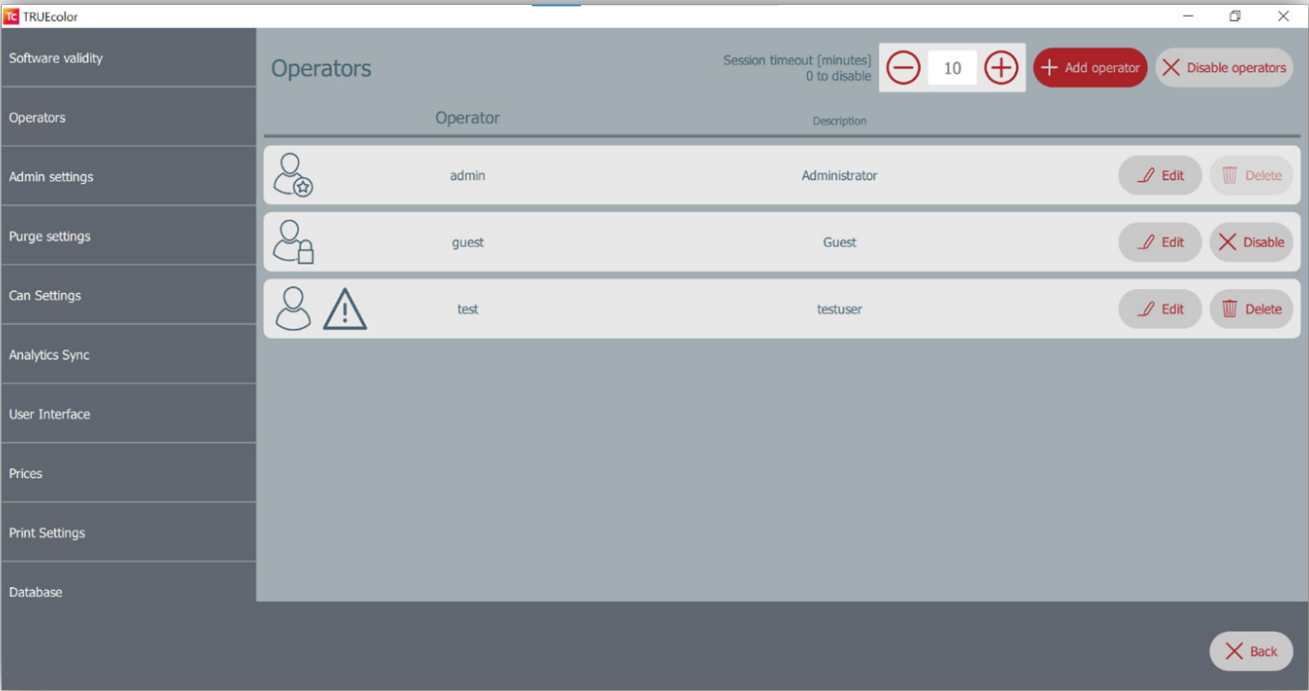 Tc TRUEcolor
Software validity
Operators
Admin settings
Purge settings
Can Settings
Analytics Sync
User Interface
Prices
Print Settings
Database
Operators
Session timeout [minutes]
0 to disable
10
Add operator
Disable operators
Operator Description
admin Administrator Edit Delete
guest Guest Edit Disable
test testuser Edit Delete
Back